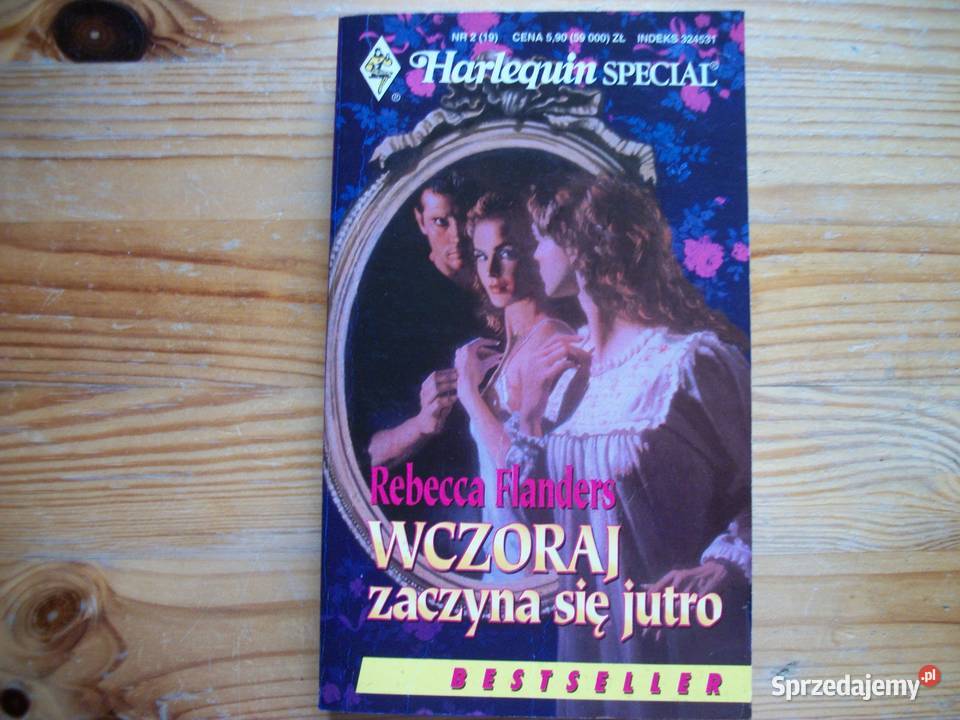 NR 2 (19) CENA 5,90 (59 000) ZŁ INDEKS 324531
Harlequin SPECIAL®
®
Rebecca Flanders
WCZORAJ
zaczyna się jutro
BESTSELLER
Sprzedajemy.pl